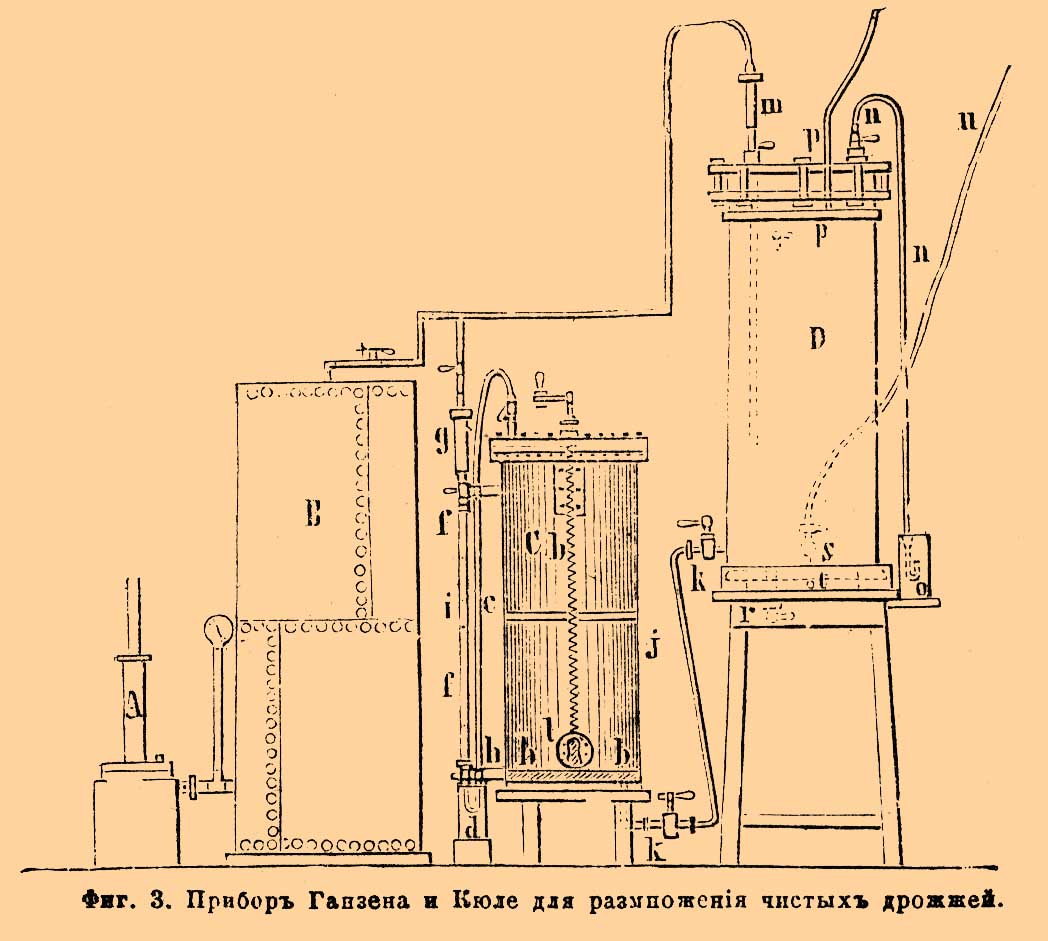 m
n
u
p
n
p
D
g
B
f
C
b
s
k
t
o
i
c
r
j
f
A
l
h
b
b
d
k
Фиг. 3. Приборъ Ганзена и Кюле для размноженія чистыхъ дрожжей.